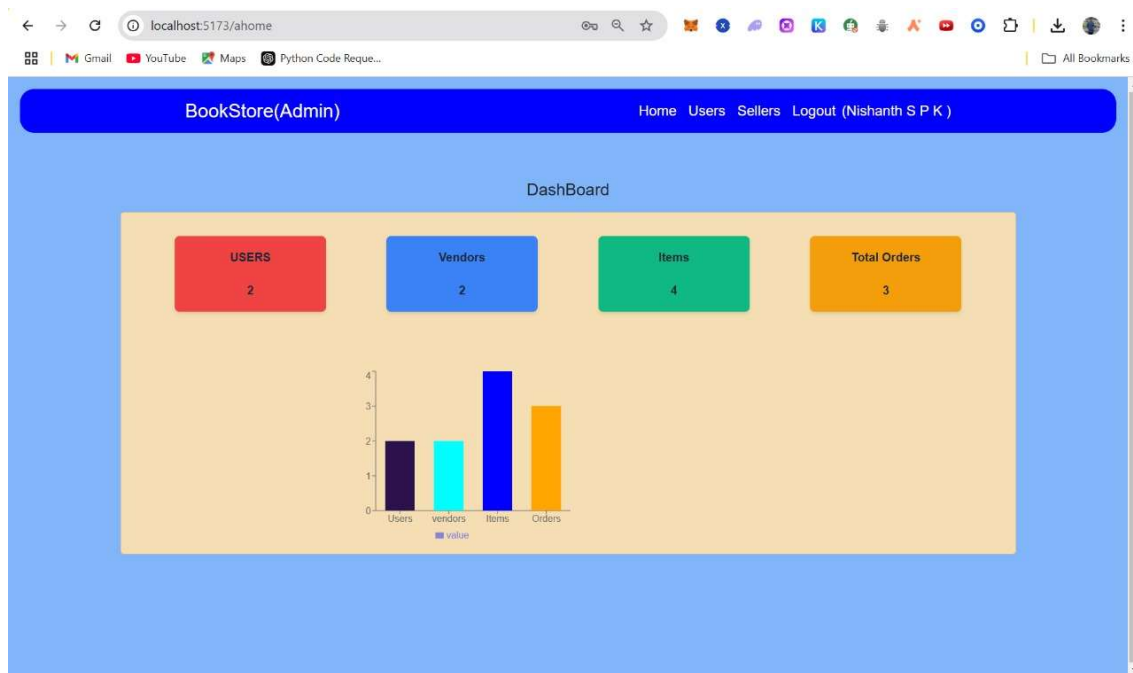 localhost:5173/ahome
Gmail YouTube Maps Python Code Reque... All Bookmarks
BookStore(Admin) Home Users Sellers Logout (Nishanth S P K )
DashBoard
USERS Vendors Items Total Orders
2 2 4 3
4
3
2
1
0
Users vendors Items Orders
value